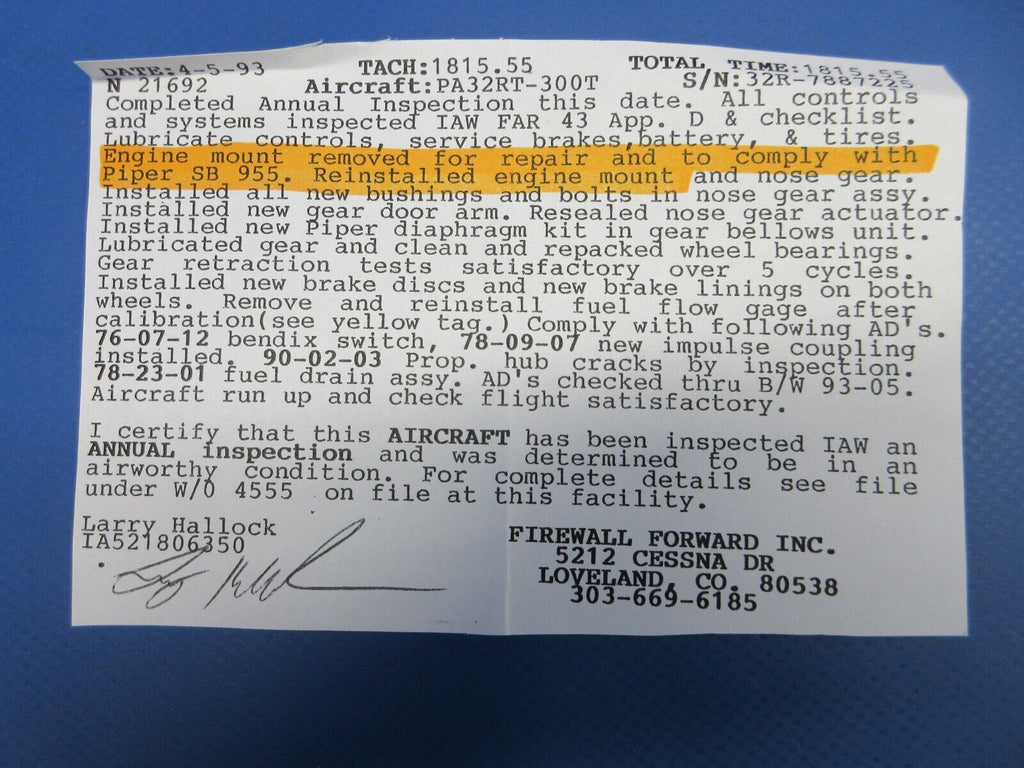 DATE:4-5-93 TACH:1815.55 TOTAL TIME:1815.55
N 21692 Aircraft:PA32RT-300T S/N:32R-7887225
Completed Annual Inspection this date. All controls
and systems inspected IAW FAR 43 App. D & checklist.
Lubricate controls, service brakes,battery, & tires.
Engine mount removed for repair and to comply with
Piper SB 955. Reinstalled engine mount and nose gear.
Installed all new bushings and bolts in nose gear assy.
Installed new gear door arm. Resealed nose gear actuator.
Installed new Piper diaphragm kit in gear bellows unit.
Lubricated gear and clean and repacked wheel bearings.
Gear retraction tests satisfactory over 5 cycles.
Installed new brake discs and new brake linings on both
wheels. Remove and reinstall fuel flow gage after
calibration(see yellow tag.) Comply with following AD's.
76-07-12 bendix switch, 78-09-07 new impulse coupling
installed. 90-02-03 Prop. hub cracks by inspection.
78-23-01 fuel drain assy. AD's checked thru B/W 93-05.
Aircraft run up and check flight satisfactory.
I certify that this AIRCRAFT has been inspected IAW an
ANNUAL inspection and was determined to be in an
airworthy condition. For complete details see file
under W/O 4555 on file at this facility.
Larry Hallock
IA521806350
FIREWALL FORWARD INC.
5212 CESSNA DR
LOVELAND, CO. 80538
303-669-6185